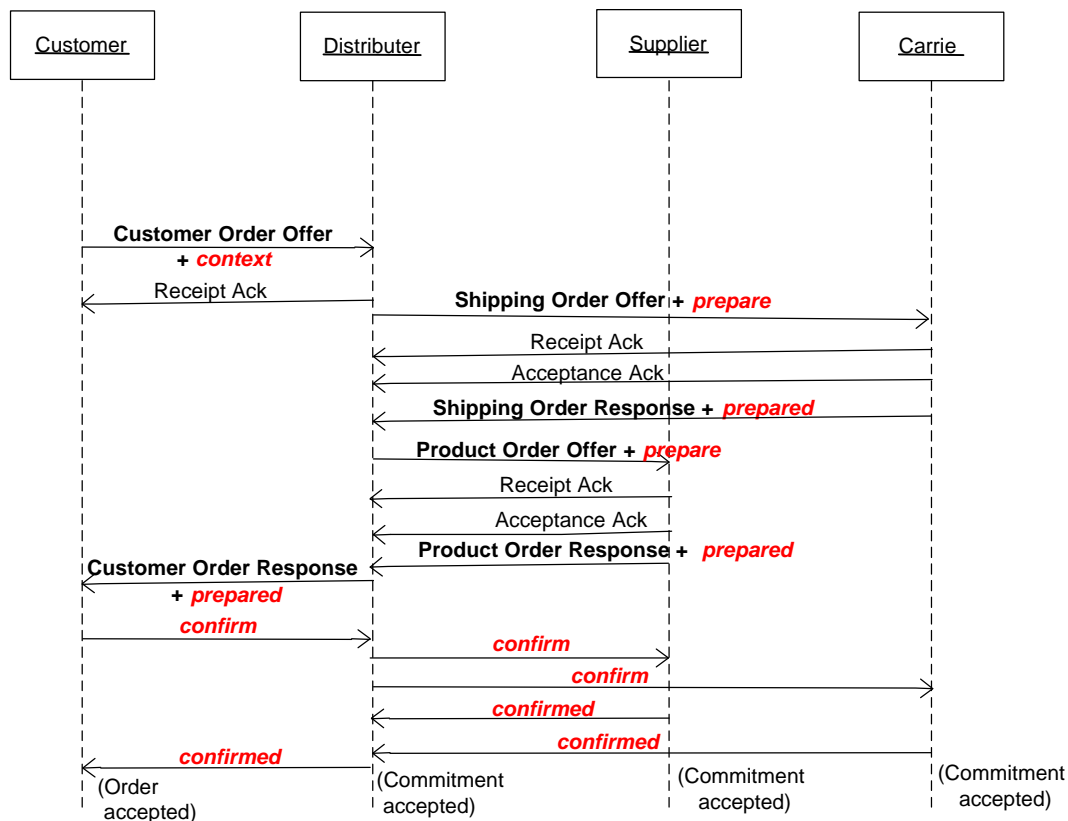 Customer
Distributer
Supplier
Carrie
Customer Order Offer
+ context
Receipt Ack
Shipping Order Offer + prepare
Receipt Ack
Acceptance Ack
Shipping Order Response + prepared
Product Order Offer + prepare
Receipt Ack
Acceptance Ack
Product Order Response + prepared
Customer Order Response
+ prepared
confirm
confirm
confirm
confirmed
confirmed
confirmed
(Order
accepted)
(Commitment
accepted)
(Commitment
accepted)
(Commitment
accepted)